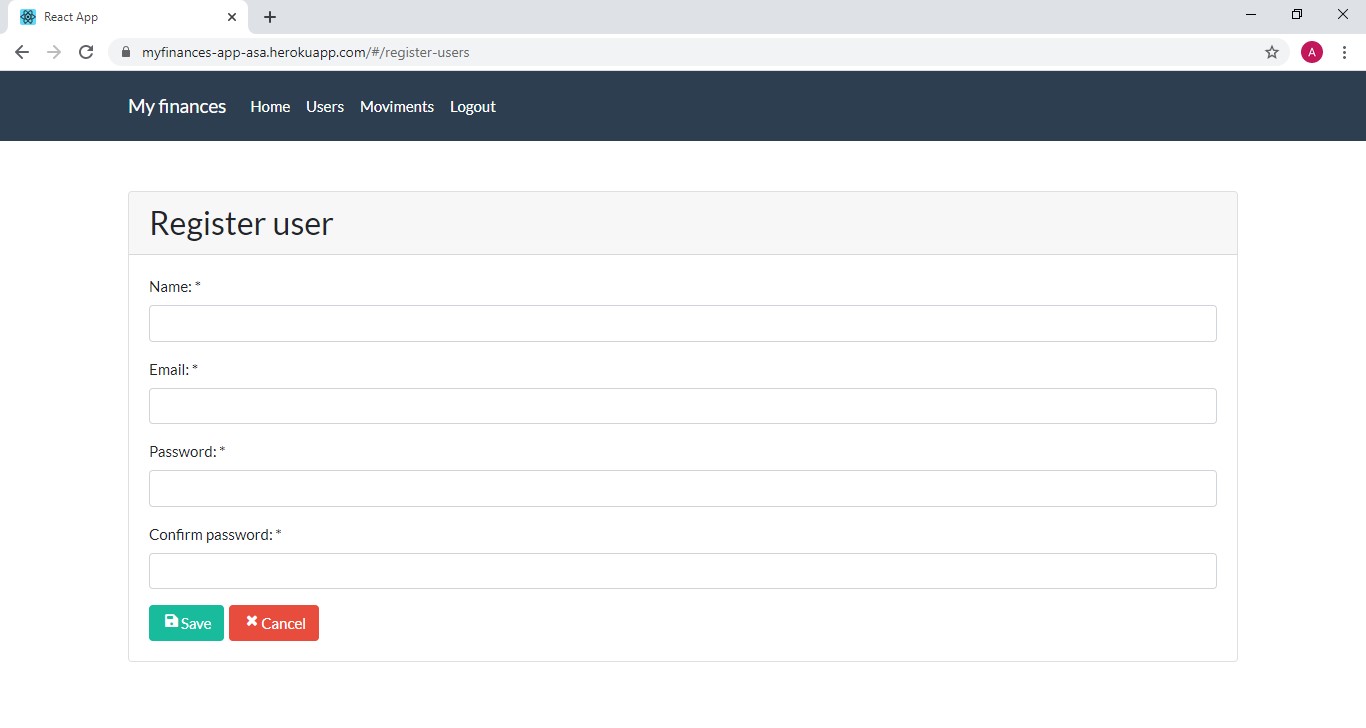 React App
myfinances-app-asa.herokuapp.com/#/register-users
A
My finances Home Users Moviments Logout
Register user
Name: *
Email: *
Password: *
Confirm password: *
Save Cancel